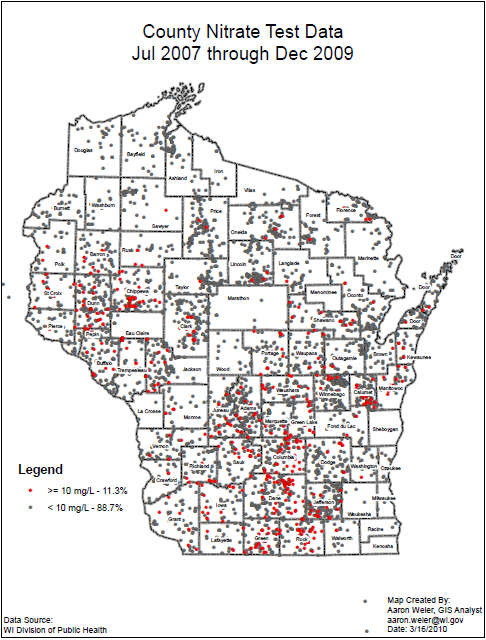 County Nitrate Test Data
Jul 2007 through Dec 2009
Douglas
Bayfield
Ashland
Iron
Vilas
Burnett
Washburn
Sawyer
Price
Oneida
Forest
Florence
Polk
Barron
Rusk
Lincoln
Langlade
Marinette
Door
St Croix
Dunn
Chippewa
Taylor
Marathon
Menominee
Oconto
Door
Pierce
Pepin
Eau Claire
Clark
Shawano
Door
Buffalo
Trempealeau
Jackson
Wood
Portage
Waupaca
Outagamie
Brown
Kewaunee
La Crosse
Monroe
Juneau
Adams
Waushara
Winnebago
Calumet
Manitowoc
Marquette
Green Lake
Fond du Lac
Sheboygan
Vernon
Richland
Sauk
Columbia
Dodge
Washington
Ozaukee
Crawford
Legend
>= 10 mg/L - 11.3%
< 10 mg/L - 88.7%
Grant
Iowa
Dane
Jefferson
Waukesha
Milwaukee
Lafayette
Green
Rock
Walworth
Racine
Kenosha
Map Created By:
Aaron Weier, GIS Analyst
aaron.weier@wi.gov
Date: 3/16/2010
Data Source:
WI Division of Public Health